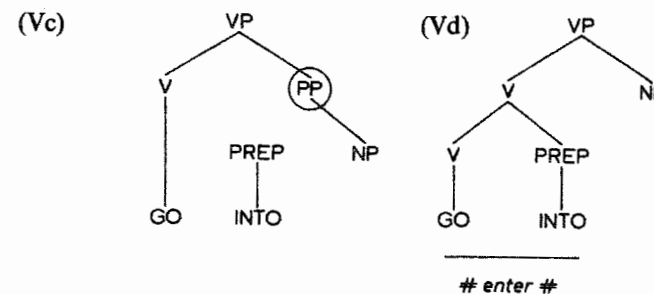 (Vc) VP (Vd) VP
V PP V
PREP NP V PREP
GO INTO GO INTO
# enter #